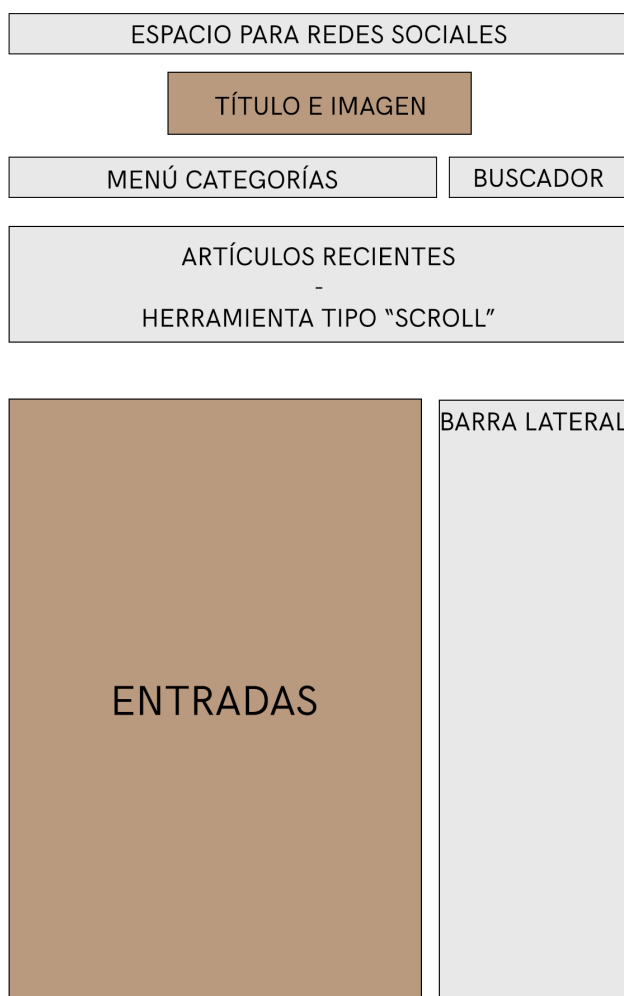 ESPACIO PARA REDES SOCIALES
TÍTULO E IMAGEN
MENÚ CATEGORÍAS
BUSCADOR
ARTÍCULOS RECIENTES
-
HERRAMIENTA TIPO “SCROLL”
BARRA LATERAL
ENTRADAS